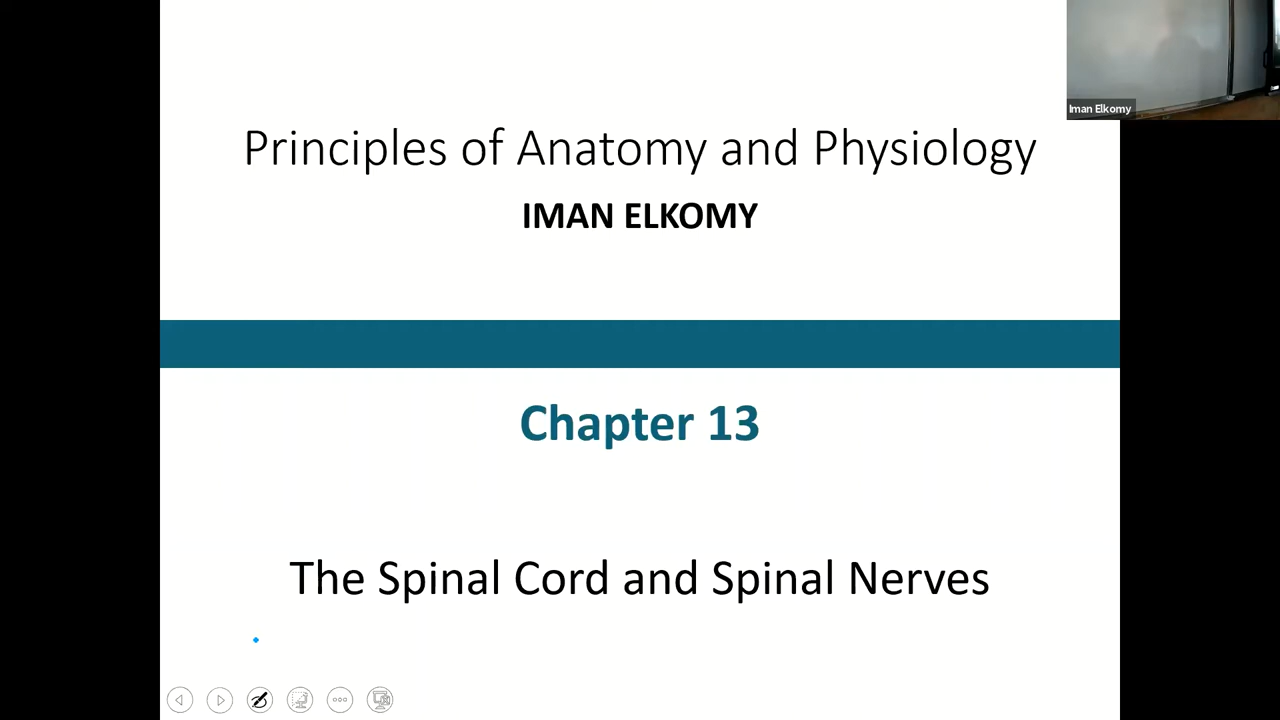 Iman Elkomy
Principles of Anatomy and Physiology
IMAN ELKOMY
Chapter 13
The Spinal Cord and Spinal Nerves